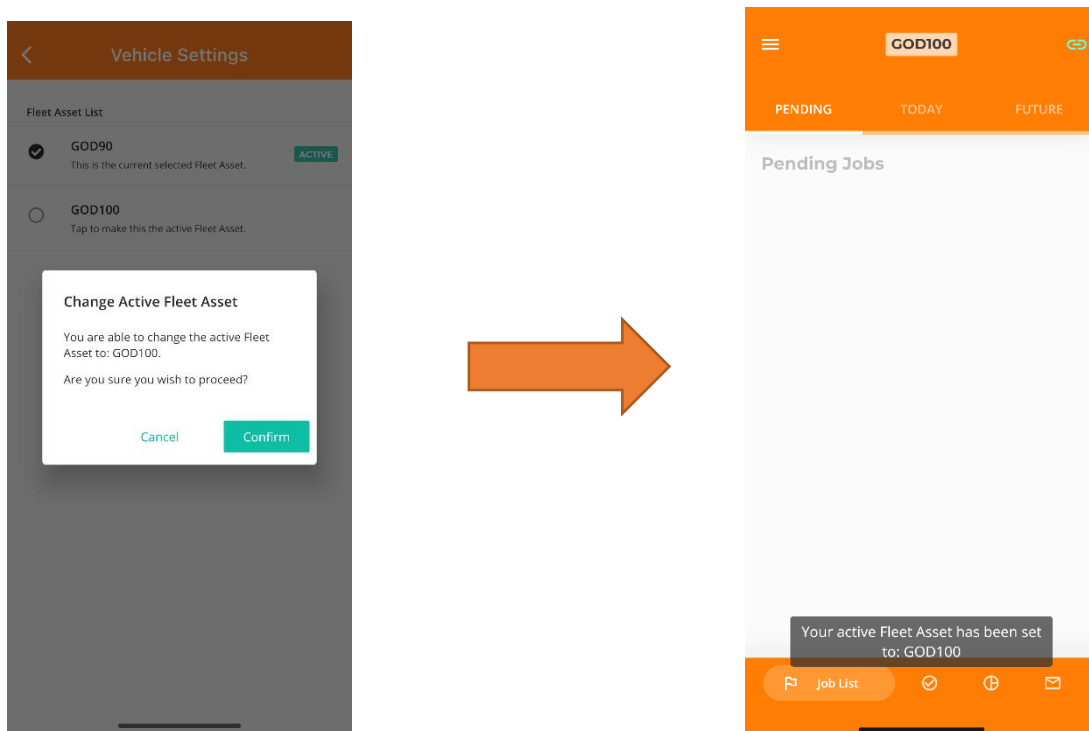 Vehicle Settings
Fleet Asset List
GOD90
This is the current selected Fleet Asset.
ACTIVE
GOD100
Tap to make this the active Fleet Asset.
Change Active Fleet Asset
You are able to change the active Fleet
Asset to: GOD100.
Are you sure you wish to proceed?
Cancel
Confirm
GOD100
PENDING
TODAY
FUTURE
Pending Jobs
Your active Fleet Asset has been set
to: GOD100
Job List